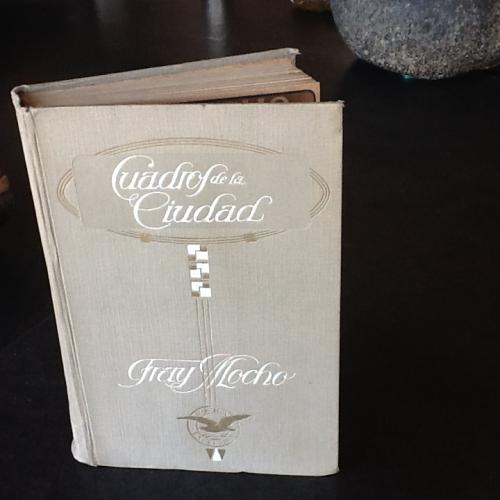 Cuadros de la
Ciudad
Fray Mocho